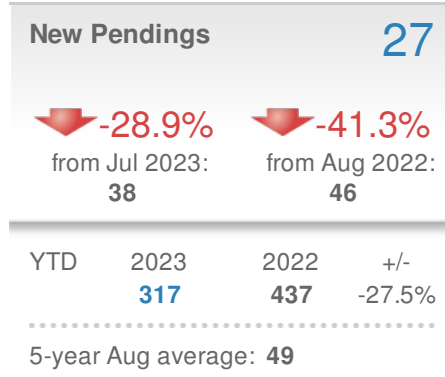 New Pendings 27
-28.9% -41.3%
from Jul 2023: from Aug 2022:
38 46
YTD 2023 2022 +/-
317 437 -27.5%
5-year Aug average: 49